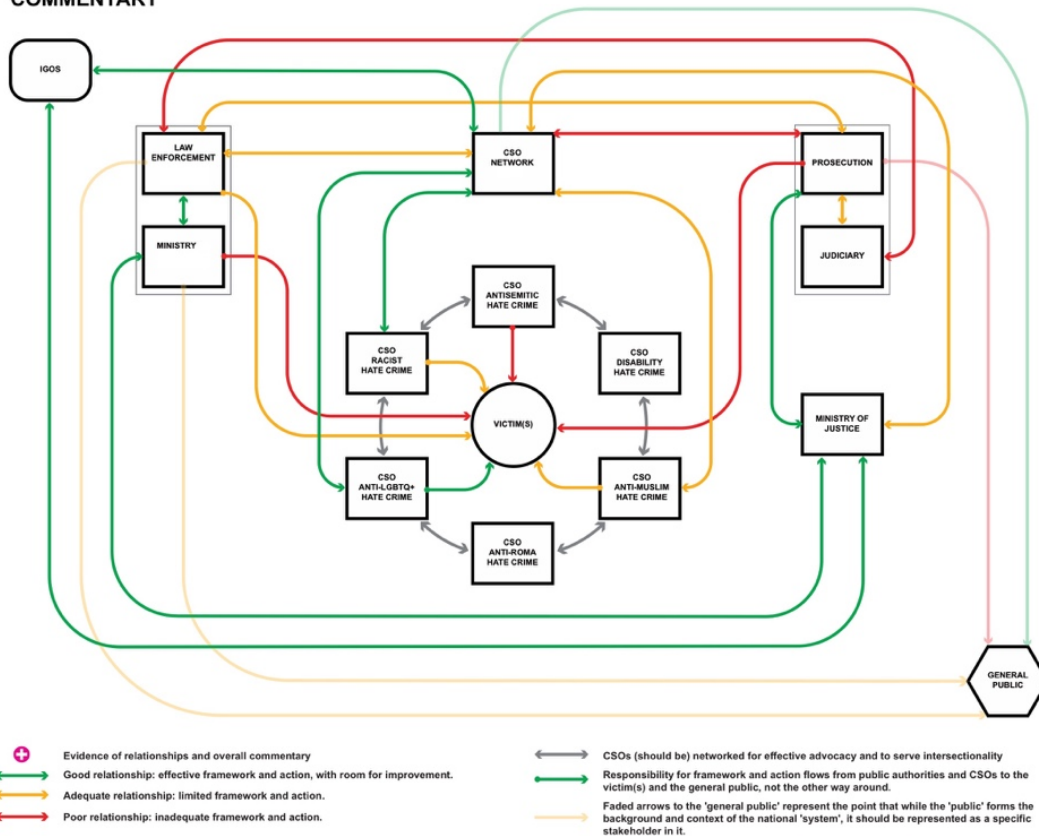 COMMENTARY
IGOS
LAW
ENFORCEMENT
CSO
NETWORK
PROSECUTION
MINISTRY
JUDICIARY
CSO
ANTISEMITIC
HATE CRIME
CSO
RACIST
HATE CRIME
CSO
DISABILITY
HATE CRIME
VICTIM(S)
MINISTRY OF
JUSTICE
CSO
ANTI-LGBTQ+
HATE CRIME
CSO
ANTI-MUSLIM
HATE CRIME
CSO
ANTI-ROMA
HATE CRIME
GENERAL
PUBLIC
Evidence of relationships and overall commentary
Good relationship: effective framework and action, with room for improvement.
Adequate relationship: limited framework and action.
Poor relationship: inadequate framework and action.
CSOs (should be) networked for effective advocacy and to serve intersectionality
Responsibility for framework and action flows from public authorities and CSOs to the
victim(s) and the general public, not the other way around.
Faded arrows to the 'general public' represent the point that while the 'public' forms the
background and context of the national 'system', it should be represented as a specific
stakeholder in it.